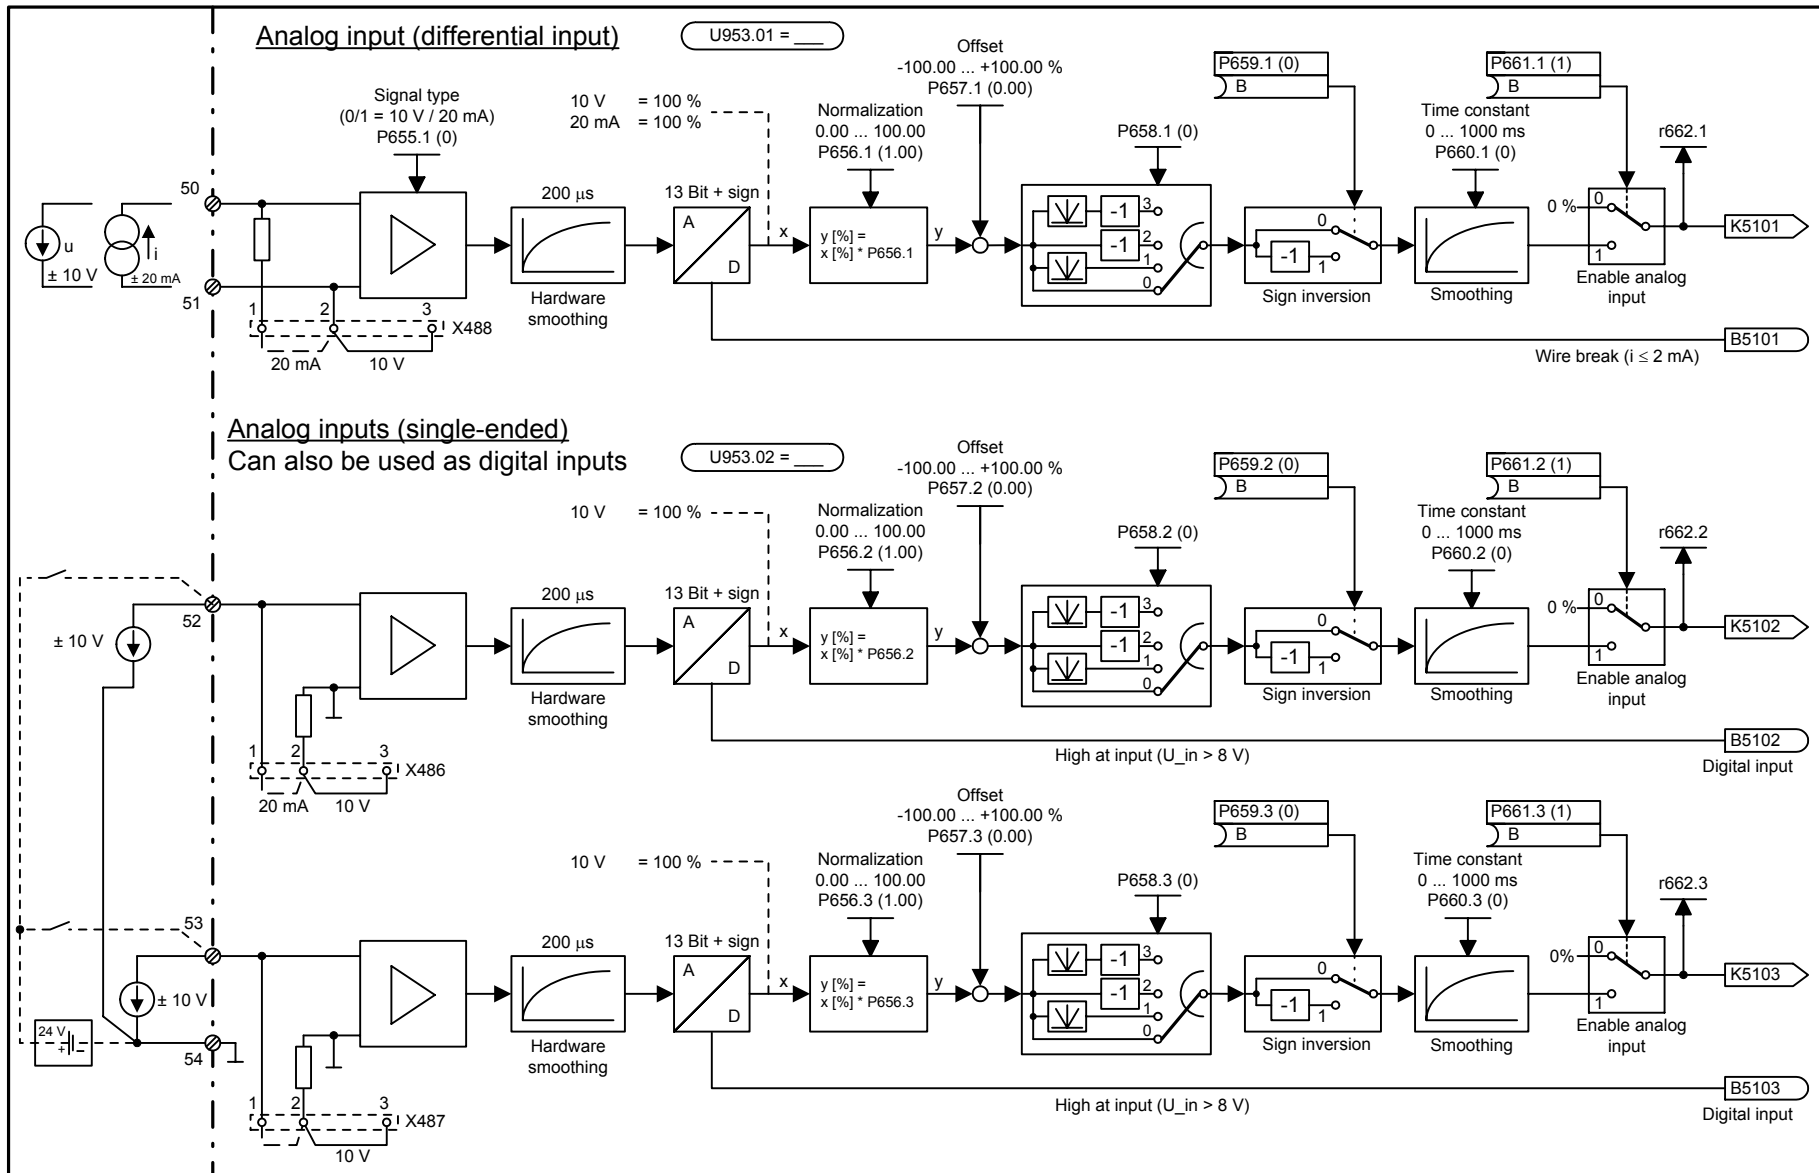 Analog input (differential input)
U953.01 = ___
Offset
-100.00 ... +100.00 %
P657.1 (0.00)
P659.1 (0)
B
P661.1 (1)
B
Signal type
(0/1 = 10 V / 20 mA)
P655.1 (0)
10 V = 100 %
20 mA = 100 %
Normalization
0.00 ... 100.00
P656.1 (1.00)
P658.1 (0)
Time constant
0 ... 1000 ms
P660.1 (0)
r662.1
50
200 µs
13 Bit + sign
u
± 10 V
i
± 20 mA
51
A
D
x
y [%] =
x [%] * P656.1
y
-1
3
-1
2
1
0
0
-1
1
0 %
0
1
K5101
Hardware
smoothing
Sign inversion
Smoothing
Enable analog
input
1
2
3
X488
20 mA
10 V
B5101
Wire break (i ≤ 2 mA)
Analog inputs (single-ended)
Can also be used as digital inputs
U953.02 = ___
Offset
-100.00 ... +100.00 %
P657.2 (0.00)
P659.2 (0)
B
P661.2 (1)
B
10 V = 100 %
Normalization
0.00 ... 100.00
P656.2 (1.00)
P658.2 (0)
Time constant
0 ... 1000 ms
P660.2 (0)
r662.2
52
± 10 V
200 µs
13 Bit + sign
A
D
x
y [%] =
x [%] * P656.2
y
-1
3
-1
2
1
0
0
-1
1
0 %
0
1
K5102
Hardware
smoothing
Sign inversion
Smoothing
Enable analog
input
1
2
3
X486
20 mA
10 V
High at input (U_in > 8 V)
B5102
Digital input
Offset
-100.00 ... +100.00 %
P657.3 (0.00)
P659.3 (0)
B
P661.3 (1)
B
10 V = 100 %
Normalization
0.00 ... 100.00
P656.3 (1.00)
P658.3 (0)
Time constant
0 ... 1000 ms
P660.3 (0)
r662.3
53
± 10 V
24 V
+
-
54
200 µs
13 Bit + sign
A
D
x
y [%] =
x [%] * P656.3
y
-1
3
-1
2
1
0
0
-1
1
0%
0
1
K5103
Hardware
smoothing
Sign inversion
Smoothing
Enable analog
input
1
2
3
X487
10 V
High at input (U_in > 8 V)
B5103
Digital input